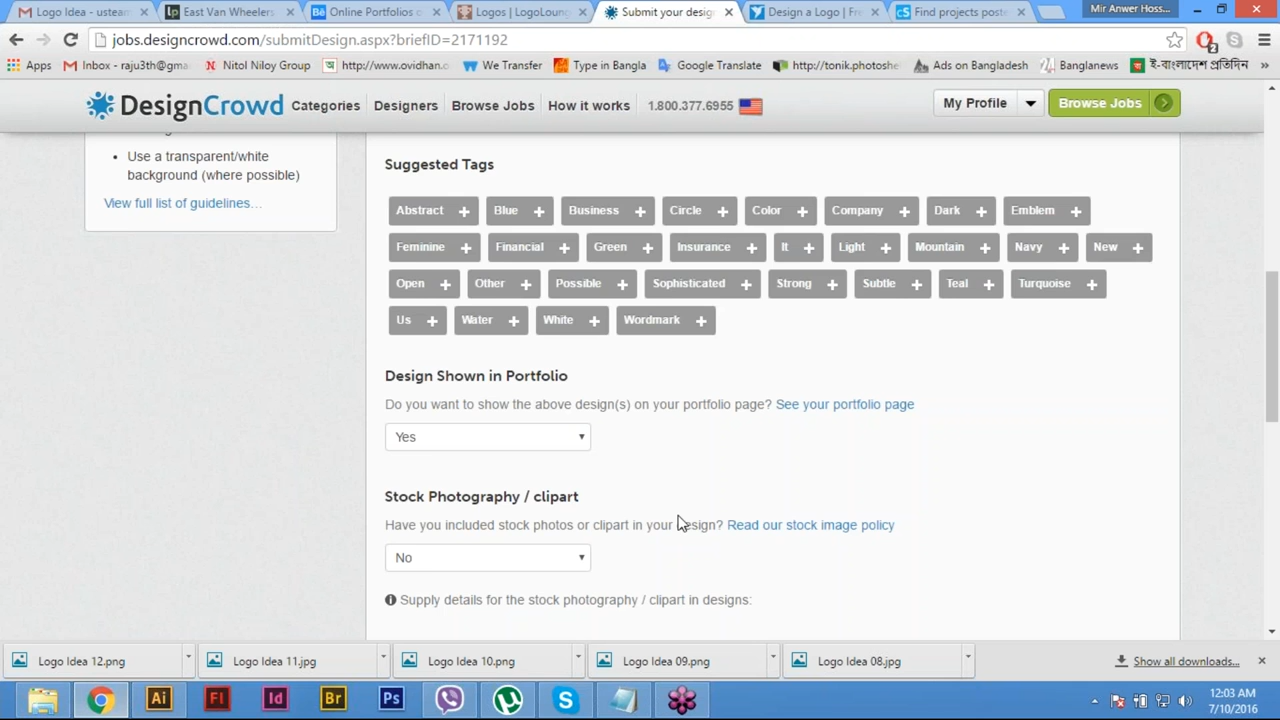 Logo Idea - usteam
East Van Wheelers
Online Portfolios o
Logos | LogoLoung
Submit your desig
Design a Logo | Fre
Find projects poste
Mir Anwer Hoss...
jobs.designcrowd.com/submitDesign.aspx?briefID=2171192
Apps
Inbox - raju3th@gma
Nitol Niloy Group
http://www.ovidhan.o
We Transfer
Type in Bangla
Google Translate
http://tonik.photoshe
Ads on Bangladesh
Banglanews
ই-বাংলাদেশ প্রতিদিন
DesignCrowd
Categories
Designers
Browse Jobs
How it works
1.800.377.6955
My Profile
Browse Jobs
Use a transparent/white
background (where possible)
View full list of guidelines…
Suggested Tags
Abstract + Blue + Business + Circle + Color + Company + Dark + Emblem +
Feminine + Financial + Green + Insurance + It + Light + Mountain + Navy + New +
Open + Other + Possible + Sophisticated + Strong + Subtle + Teal + Turquoise +
Us + Water + White + Wordmark +
Design Shown in Portfolio
Do you want to show the above design(s) on your portfolio page? See your portfolio page
Yes
Stock Photography / clipart
Have you included stock photos or clipart in your design? Read our stock image policy
No
Supply details for the stock photography / clipart in designs:
Logo Idea 12.png
Logo Idea 11.jpg
Logo Idea 10.png
Logo Idea 09.png
Logo Idea 08.jpg
Show all downloads...
Ai
Fl
Id
Br
Ps
12:03 AM
7/10/2016